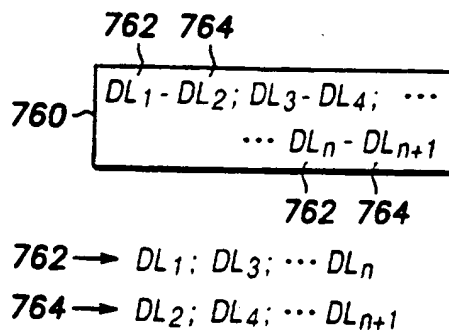 762 764
760 DL₁ - DL₂; DL₃ - DL₄; ...
... DLₙ - DLₙ₊₁
762 764
762 → DL₁; DL₃; ... DLₙ
764 → DL₂; DL₄; ... DLₙ₊₁